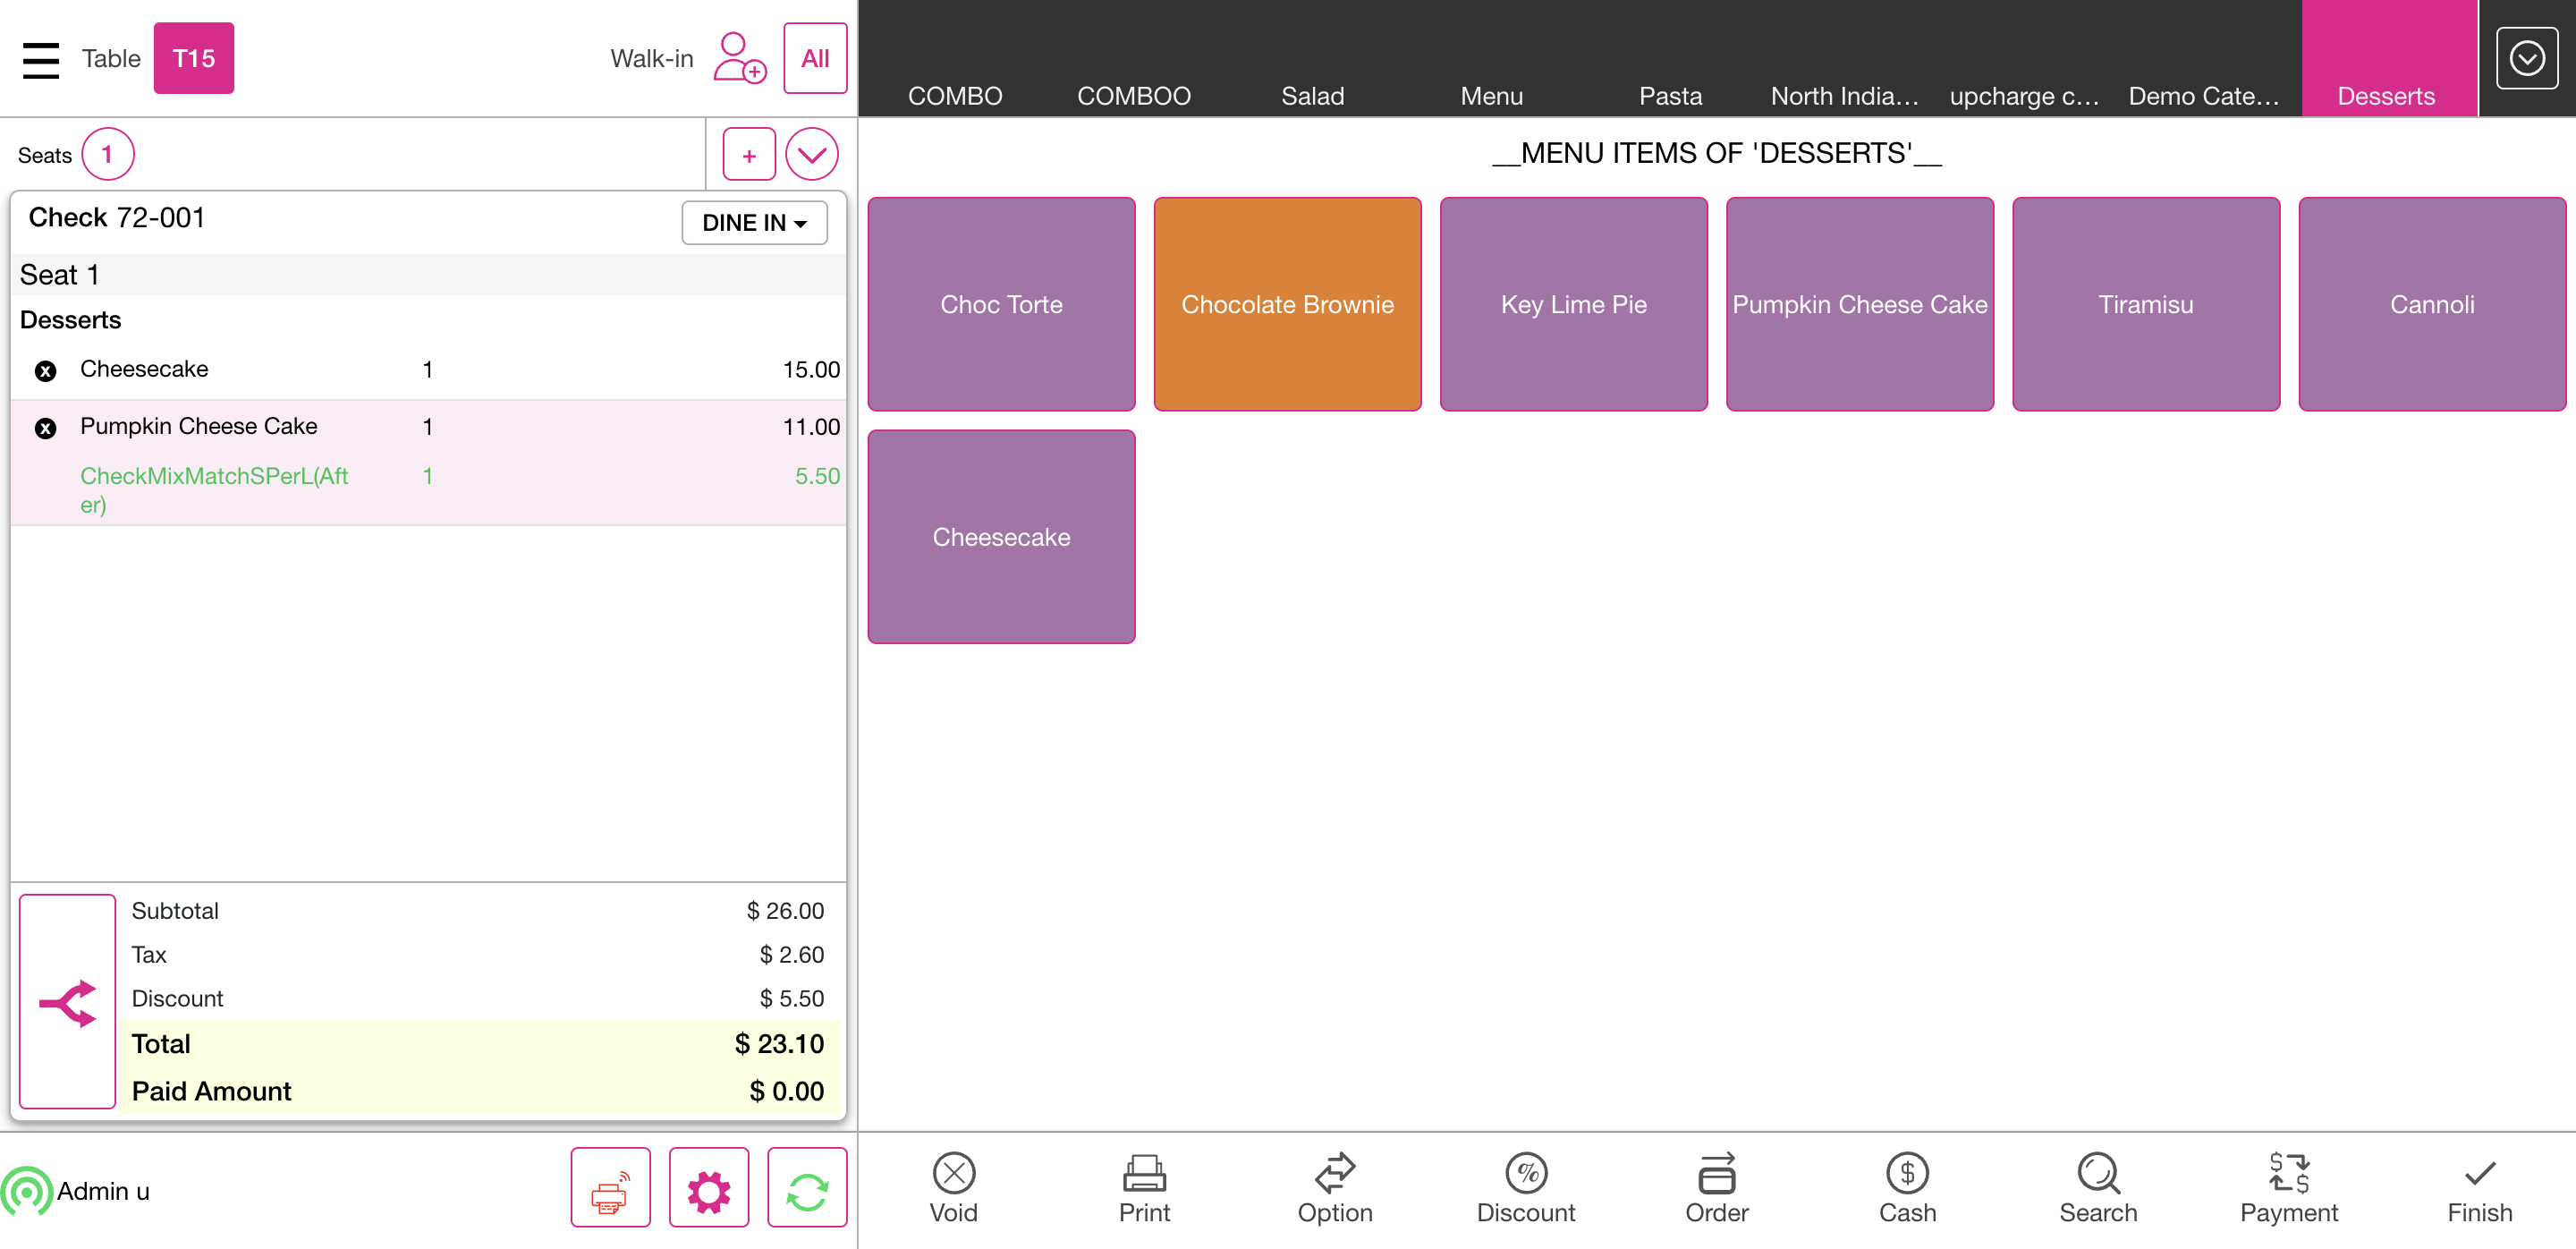 Table T15 Walk-in All
COMBO COMBOO Salad Menu Pasta North India... upcharge c... Demo Cate... Desserts
Seats 1 +
__MENU ITEMS OF 'DESSERTS'__
Check 72-001 DINE IN
Seat 1
Desserts
Cheesecake 1 15.00
Pumpkin Cheese Cake 1 11.00
CheckMixMatchSPerL(Aft 1 5.50
er)
Choc Torte Chocolate Brownie Key Lime Pie Pumpkin Cheese Cake Tiramisu Cannoli
Cheesecake
Subtotal $ 26.00
Tax $ 2.60
Discount $ 5.50
Total $ 23.10
Paid Amount $ 0.00
Admin u
Void Print Option Discount Order Cash Search Payment Finish